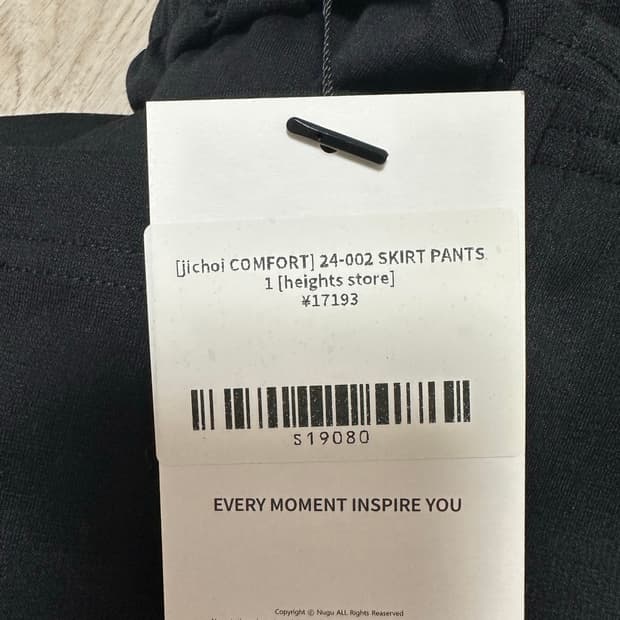 [jichoi COMFORT] 24-002 SKIRT PANTS
1 [heights store]
¥17193
S19080
EVERY MOMENT INSPIRE YOU
Copyright ⓒ Nugu ALL Rights Reaserved